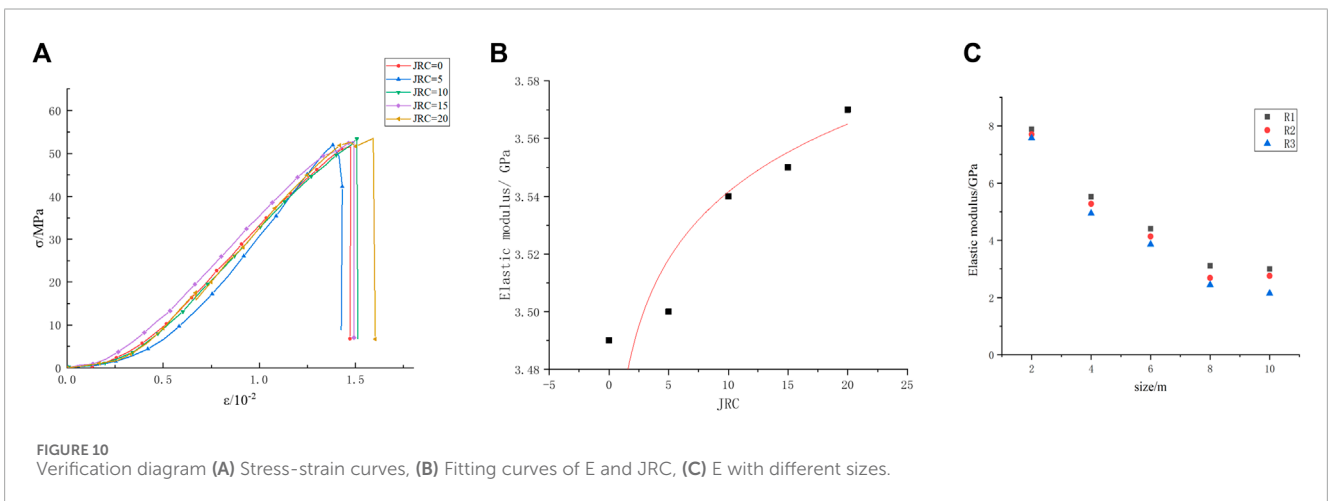 A
JRC=0
JRC=5
JRC=10
JRC=15
JRC=20
60
50
40
30
20
10
0
σ/MPa
0.0 0.5 1.0 1.5
ε/10⁻²
B
3.58
3.56
3.54
3.52
3.50
3.48
Elastic modulus/ GPa
-5 0 5 10 15 20 25
JRC
C
R1
R2
R3
8
6
4
2
0
Elastic modulus/GPa
2 4 6 8 10
size/m
FIGURE 10
Verification diagram (A) Stress-strain curves, (B) Fitting curves of E and JRC, (C) E with different sizes.